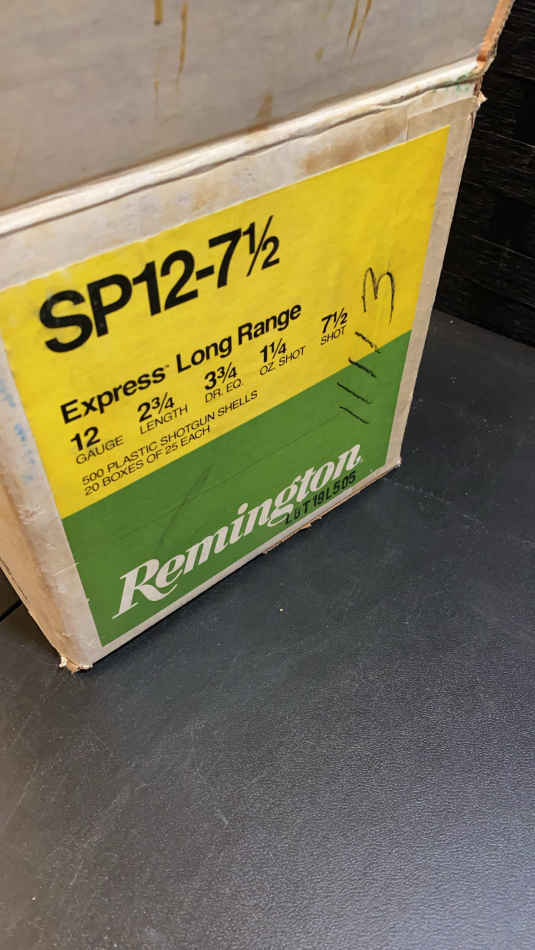 SP12-7½
Express™ Long Range
12 2¾ 3¾ 1¼ 7½
GAUGE LENGTH DR. EQ. OZ. SHOT SHOT
500 PLASTIC SHOTGUN SHELLS
20 BOXES OF 25 EACH
Remington
LOT 19L505